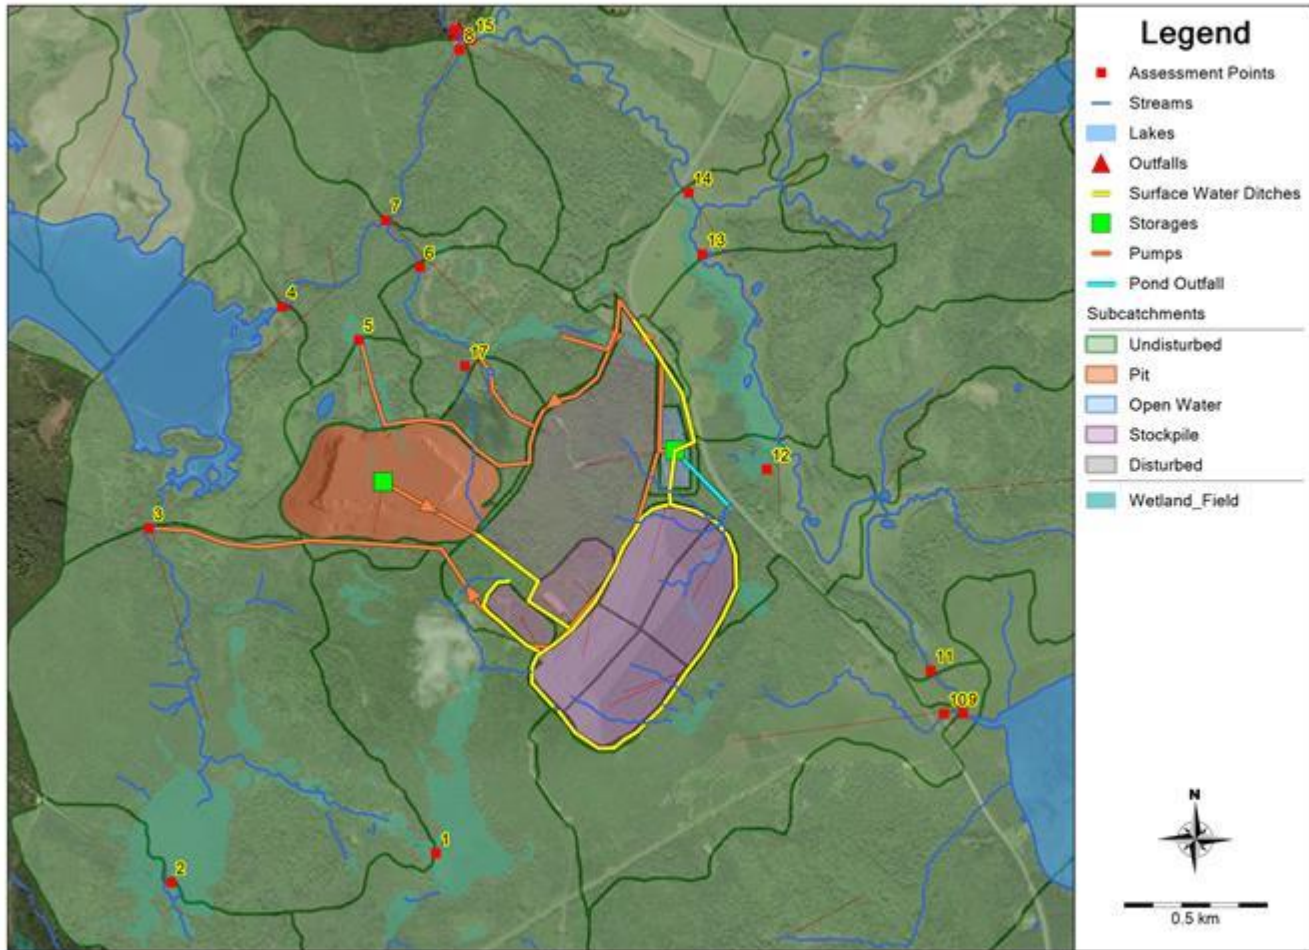 15
8
14
7
13
6
4
5
17
12
3
11
10 9
1
2
Legend
Assessment Points
Streams
Lakes
Outfalls
Surface Water Ditches
Storages
Pumps
Pond Outfall
Subcatchments
Undisturbed
Pit
Open Water
Stockpile
Disturbed
Wetland_Field
N
0.5 km